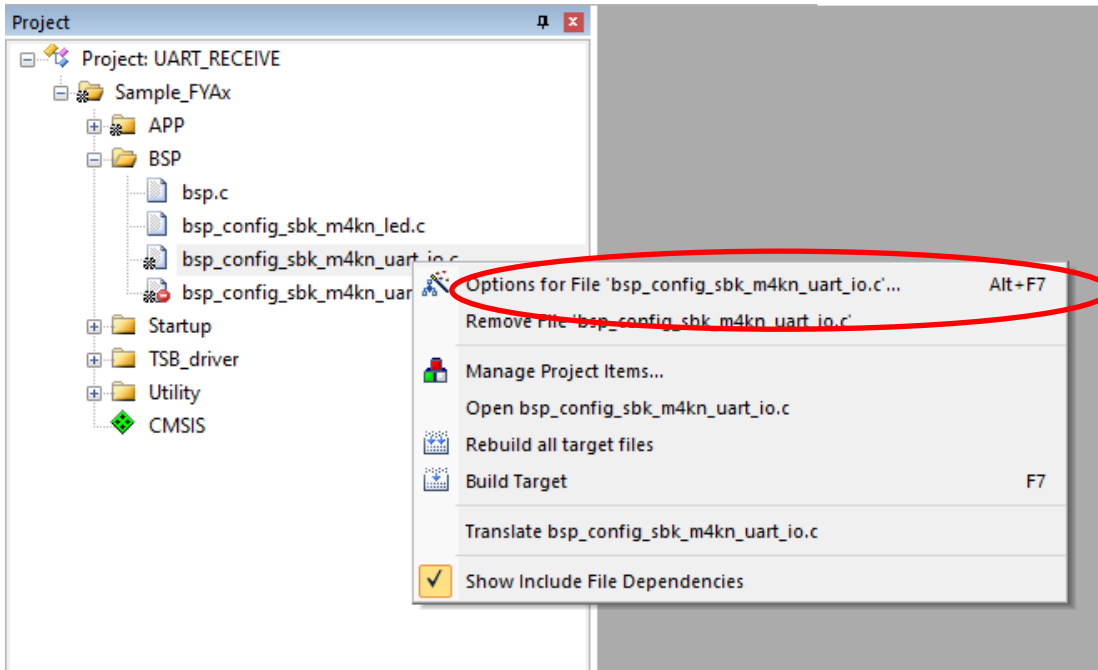 Project
Project: UART_RECEIVE
Sample_FYAx
APP
BSP
bsp.c
bsp_config_sbk_m4kn_led.c
bsp_config_sbk_m4kn_uart_io.c
bsp_config_sbk_m4kn_uar
Startup
TSB_driver
Utility
CMSIS
Options for File 'bsp_config_sbk_m4kn_uart_io.c'... Alt+F7
Remove File 'bsp_config_sbk_m4kn_uart_io.c'
Manage Project Items...
Open bsp_config_sbk_m4kn_uart_io.c
Rebuild all target files
Build Target F7
Translate bsp_config_sbk_m4kn_uart_io.c
Show Include File Dependencies